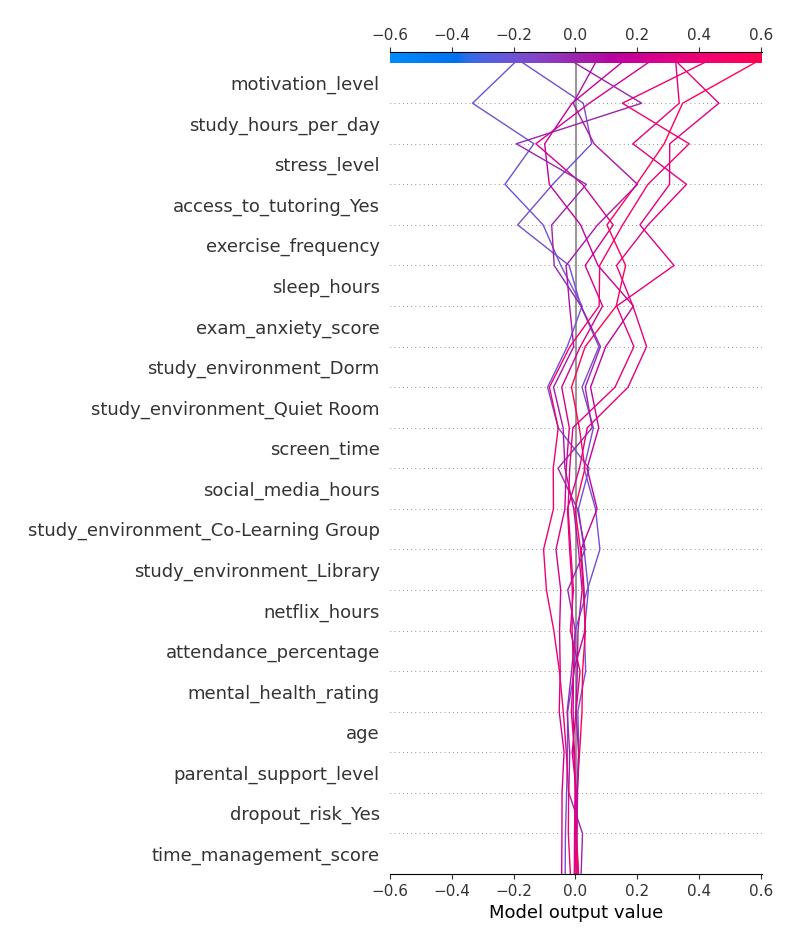 −0.6 −0.4 −0.2 0.0 0.2 0.4 0.6
motivation_level
study_hours_per_day
stress_level
access_to_tutoring_Yes
exercise_frequency
sleep_hours
exam_anxiety_score
study_environment_Dorm
study_environment_Quiet Room
screen_time
social_media_hours
study_environment_Co-Learning Group
study_environment_Library
netflix_hours
attendance_percentage
mental_health_rating
age
parental_support_level
dropout_risk_Yes
time_management_score
−0.6 −0.4 −0.2 0.0 0.2 0.4 0.6
Model output value